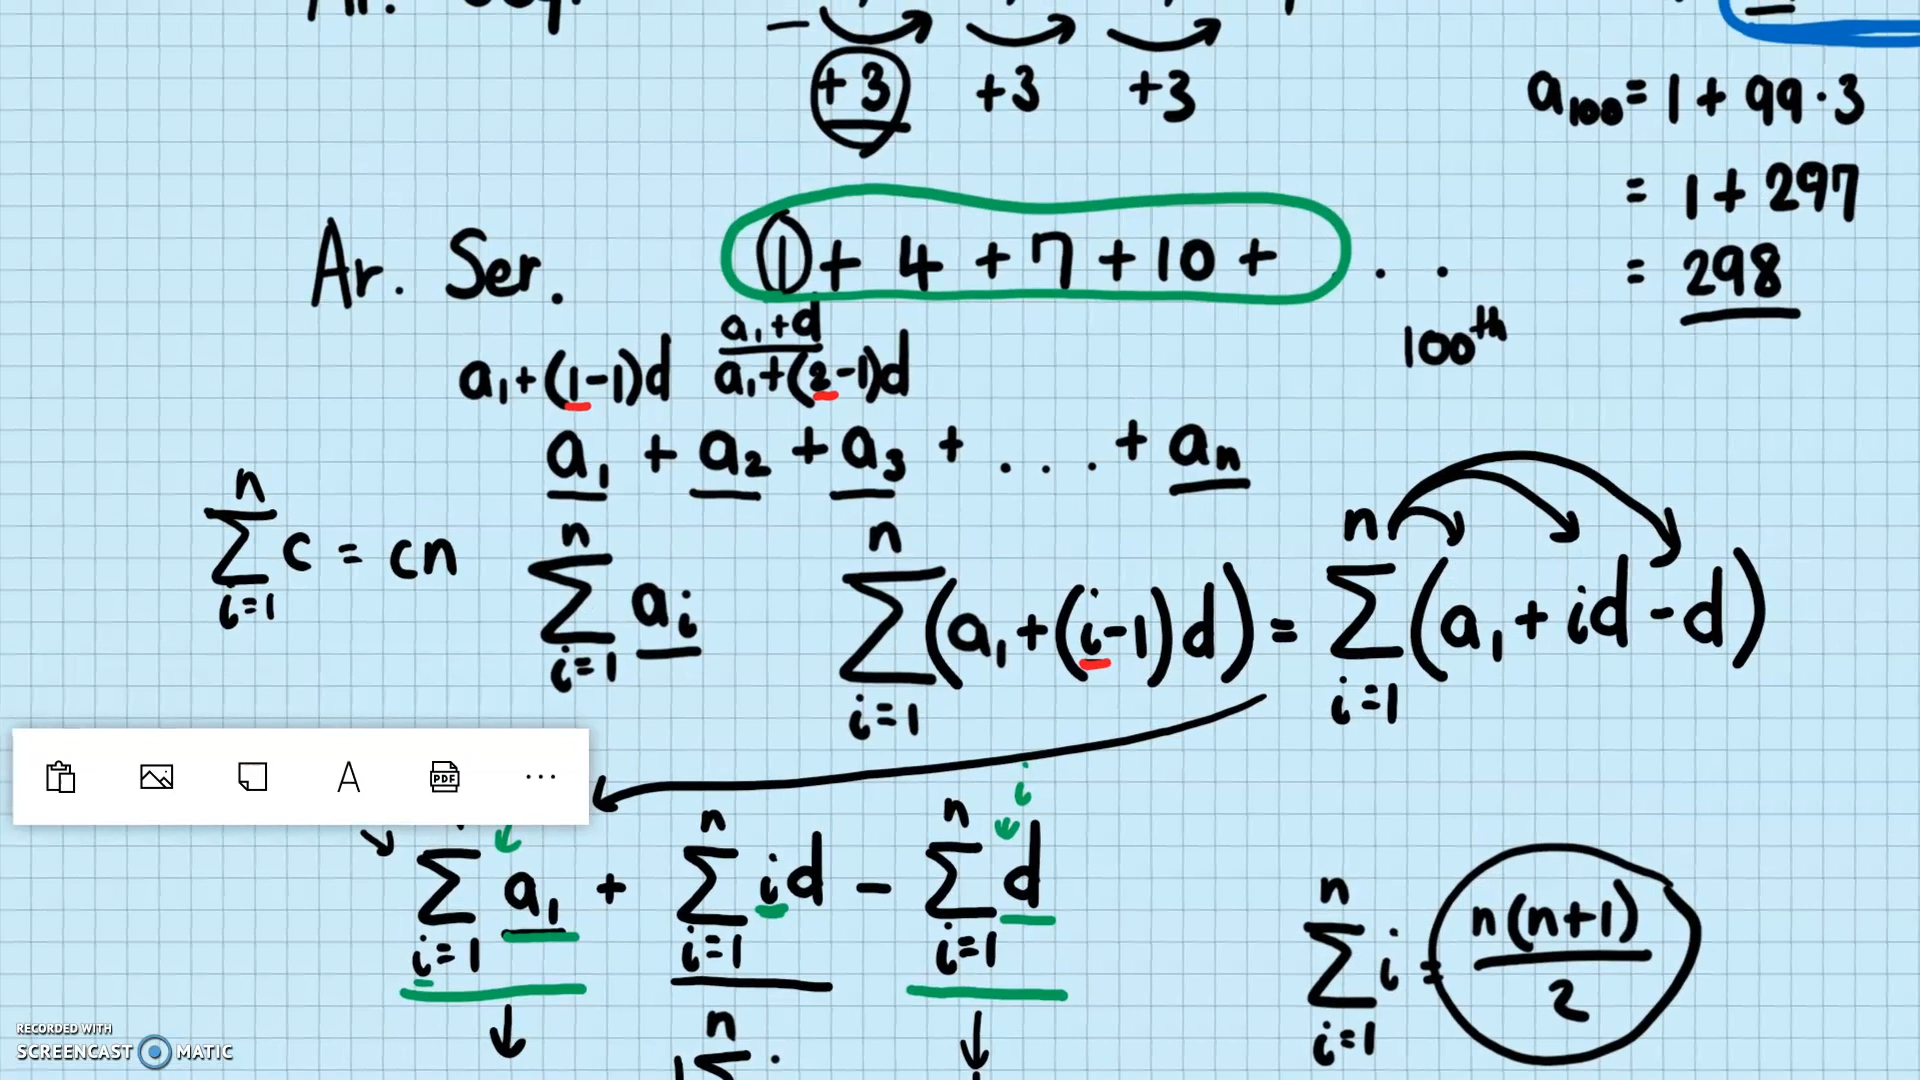 +3 +3 +3
a₁₀₀ = 1 + 99·3
= 1 + 297
= 298
Ar. Ser. 1 + 4 + 7 + 10 + . .
100th
a₁+d
a₁+(1-1)d a₁+(2-1)d
a₁ + a₂ + a₃ + . . . . + aₙ
n
∑ c = cn
i=1
n
∑ aᵢ
i=1
n
∑ (a₁+(i-1)d) =
i=1
n
∑ (a₁ + id - d)
i=1
A PDF ...
∑ a₁ +
i=1
n
∑ id -
i=1
i
n
∑ d
i=1
n
∑ i = n(n+1)/2
i=1
n
RECORDED WITH
SCREENCAST MATIC